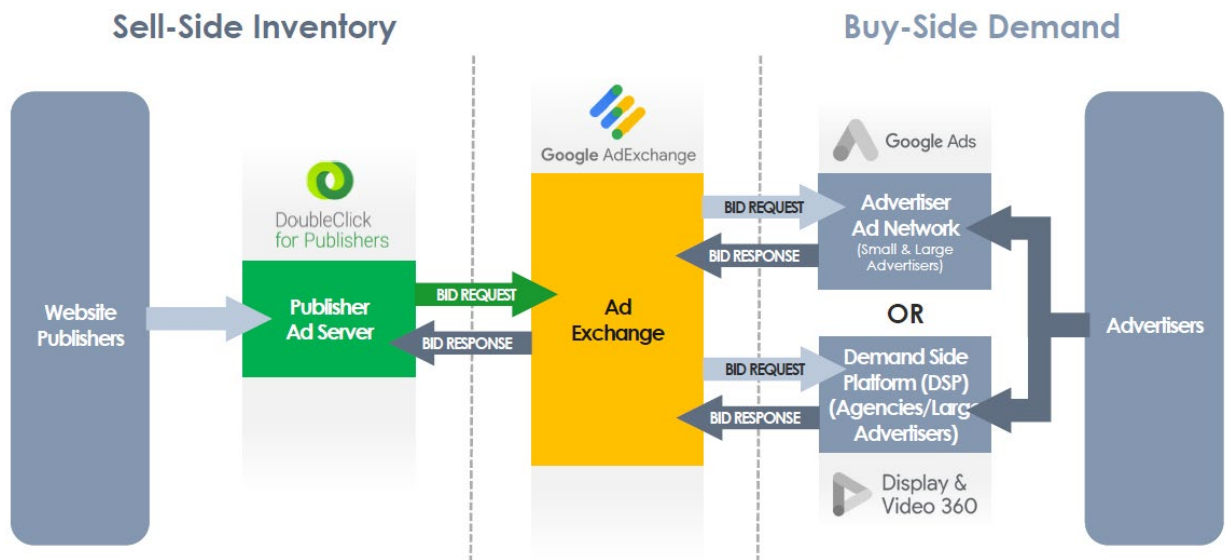 Sell-Side Inventory
Buy-Side Demand
Website
Publishers
DoubleClick
for Publishers
Publisher
Ad Server
BID REQUEST
BID RESPONSE
Google AdExchange
Ad
Exchange
BID REQUEST
BID RESPONSE
BID REQUEST
BID RESPONSE
Google Ads
Advertiser
Ad Network
(Small & Large
Advertisers)
OR
Demand Side
Platform (DSP)
(Agencies/Large
Advertisers)
Display &
Video 360
Advertisers